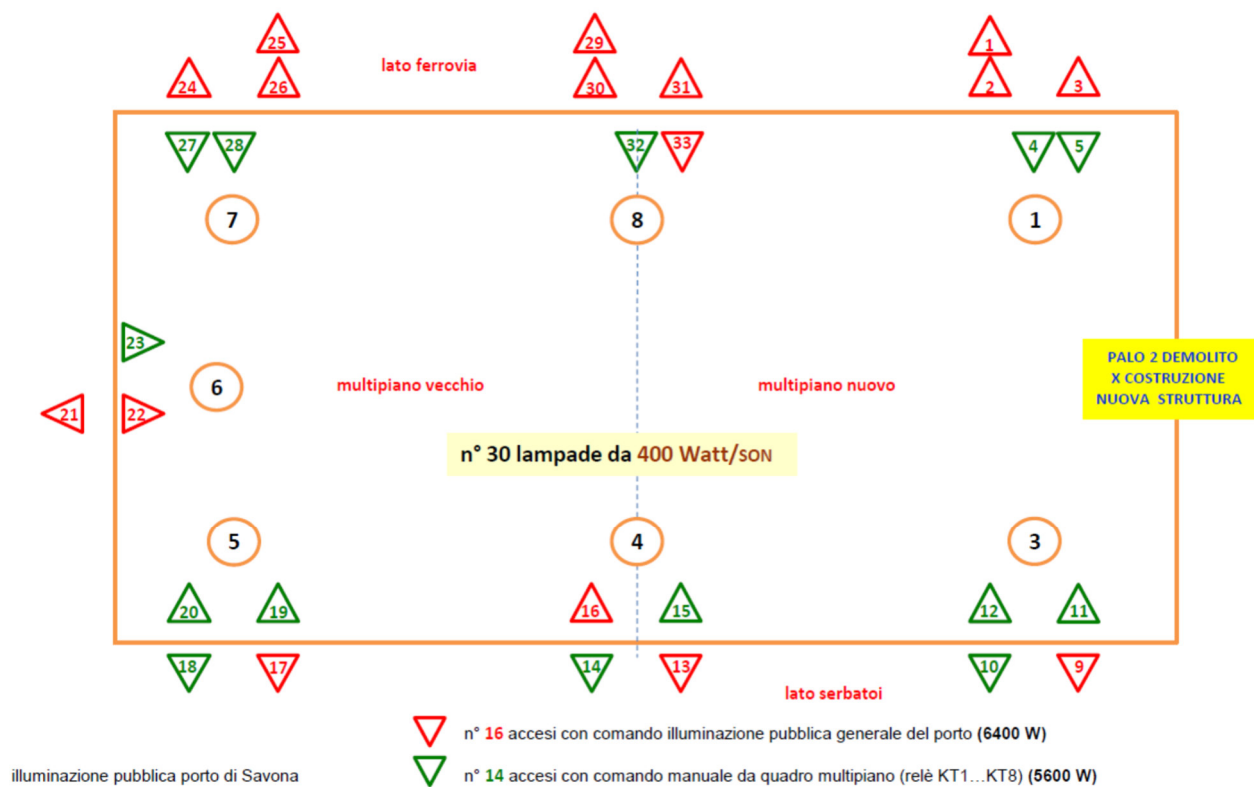 25 29 1
lato ferrovia
24 26 30 31 2 3
27 28 32 33 4 5
7 8 1
23
PALO 2 DEMOLITO
X COSTRUZIONE
NUOVA STRUTTURA
6 multipiano vecchio multipiano nuovo
21 22
n° 30 lampade da 400 Watt/SON
5 4 3
20 19 16 15 12 11
18 17 14 13 10 9
lato serbatoi
n° 16 accesi con comando illuminazione pubblica generale del porto (6400 W)
illuminazione pubblica porto di Savona
n° 14 accesi con comando manuale da quadro multipiano (relè KT1...KT8) (5600 W)